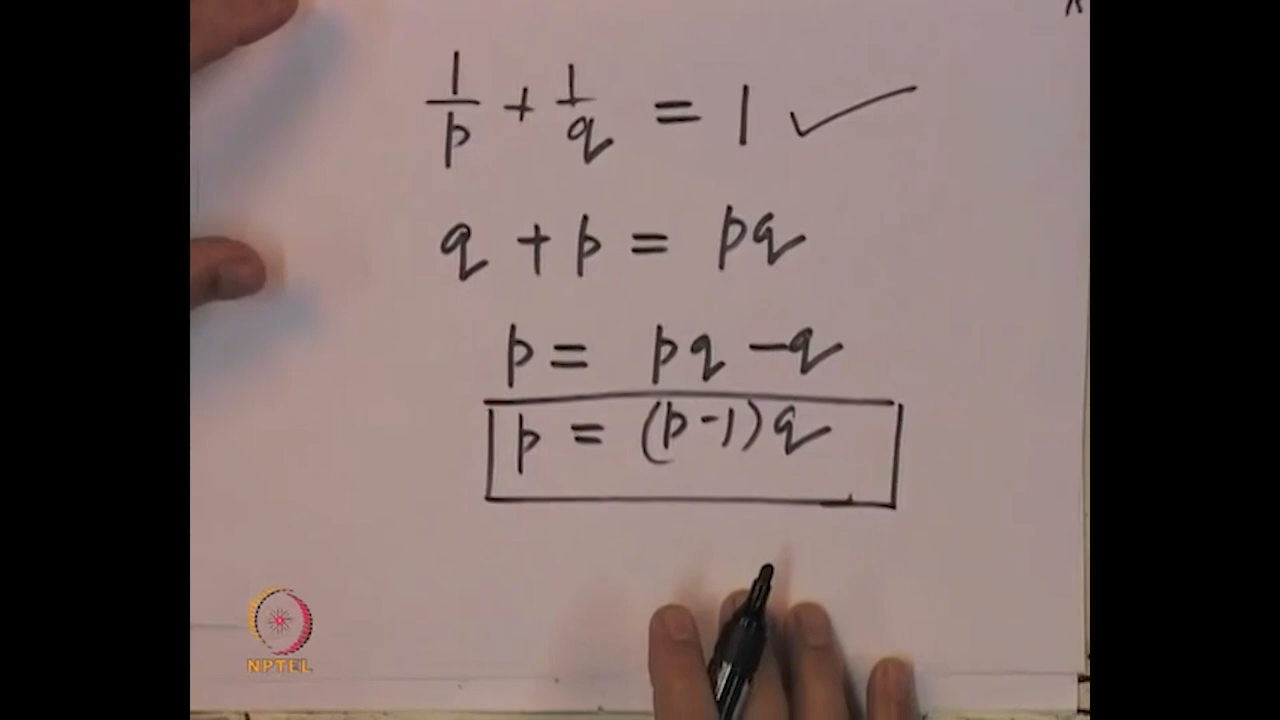 1/p + 1/q = 1 ✓
q + p = pq
p = pq - q
p = (p-1)q
NPTEL